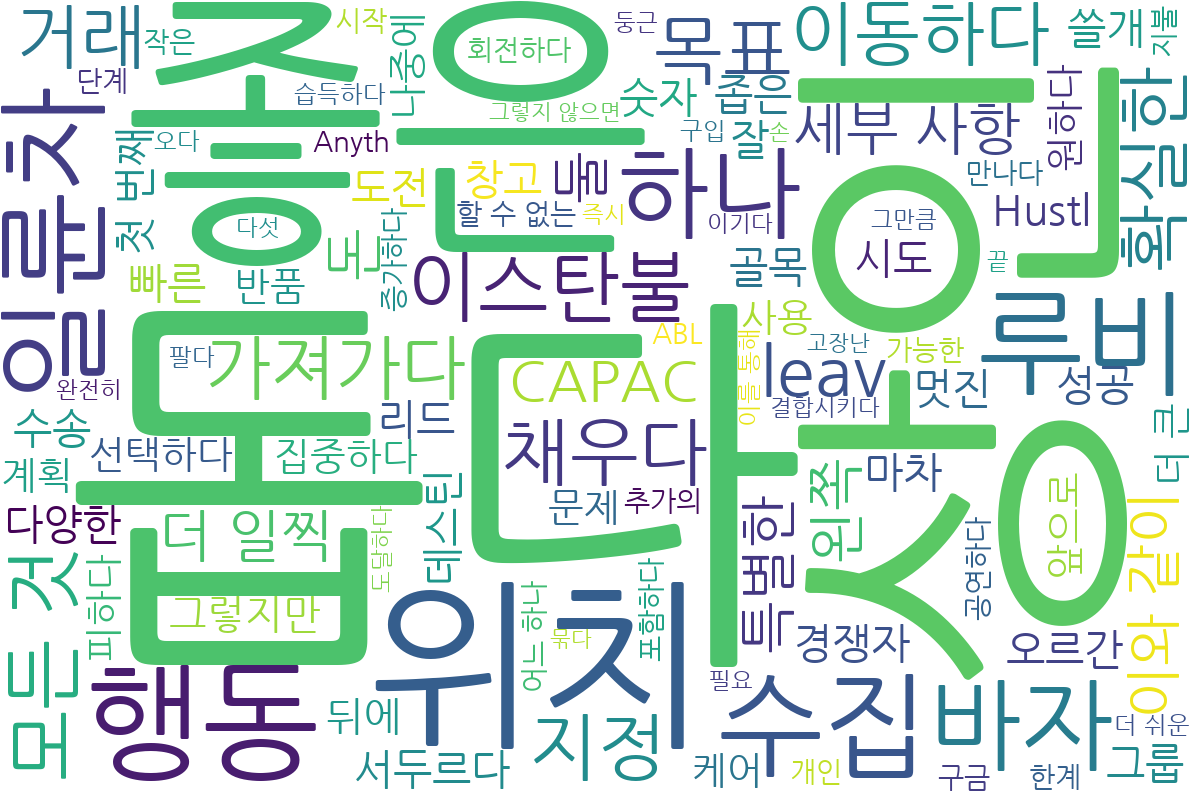 거래
작은
시작
좋은
회전하다
둥근
목표
이동하다
쓸개
지불
단계
습득하다
나중에
그렇지 않으면
숫자
좁은
세부 사항
원하다
확실한
일륜차
첫 번째
오다
Anyth
구입
잘
손
만나다
돈
도전
창고
돌
하나
할 수 없는
즉시
이기다
그만큼
Hustl
다섯
빠른
반품
증가하다
이스탄불
골목
시도
끝
상인
보드
팔다
가져가다
ABL
사용
고장난
가능한
루비
완전히
CAPAC
이를 통해
leav
결합시키다
멋진
성공
수송
선택하다
리드
집중하다
채우다
더 큰
계획
다양한
더 일찍
데스틴
문제
추가의
특별한
왼쪽
마차
앞으로
이와 같이
모든 것
피하다
그렇지만
도달하다
어느 하나
묶다
포함하다
위치
경쟁자
공연하다
오르간
행동
뒤에
서두르다
지정
필요
케어
수집
개인
바자
구금
한계
더 쉬운
그룹